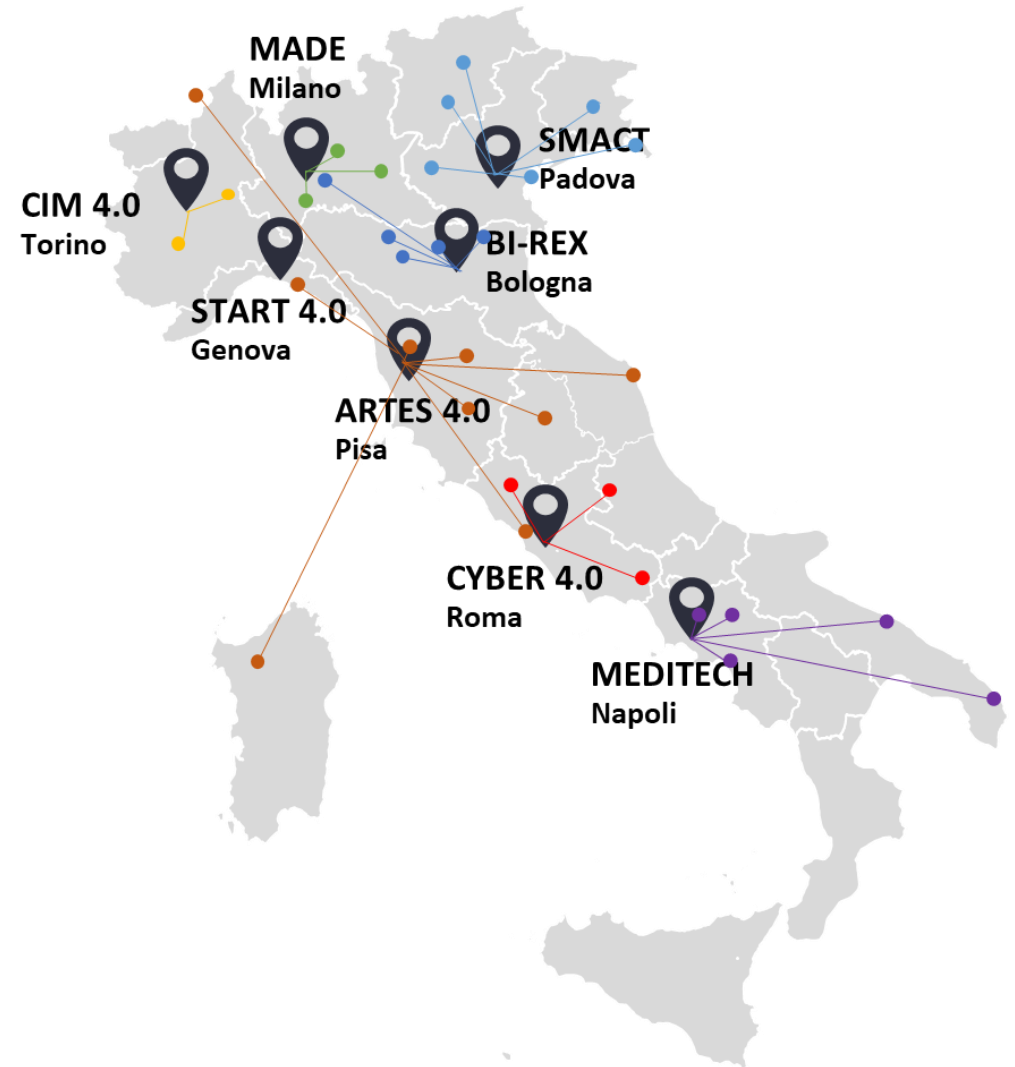 MADE
Milano
SMACT
Padova
CIM 4.0
Torino
BI-REX
Bologna
START 4.0
Genova
ARTES 4.0
Pisa
CYBER 4.0
Roma
MEDITECH
Napoli